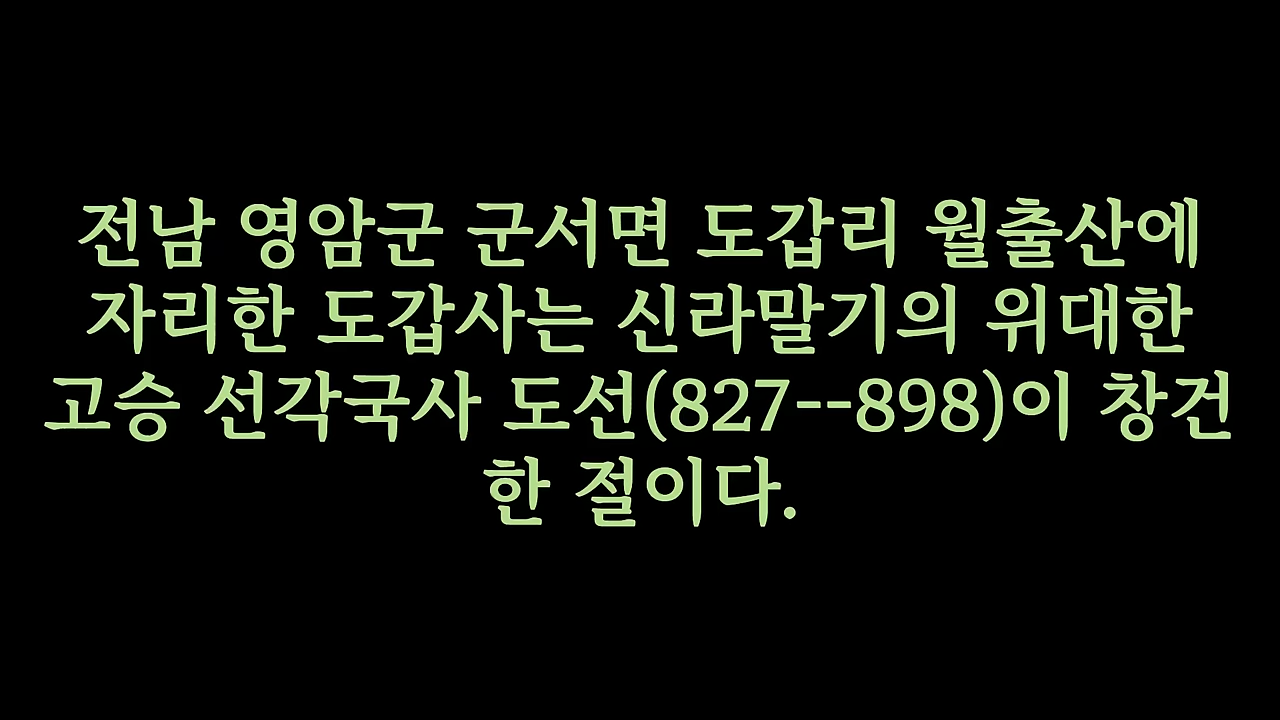 전남 영암군 군서면 도갑리 월출산에
자리한 도갑사는 신라말기의 위대한
고승 선각국사 도선(827--898)이 창건
한 절이다.